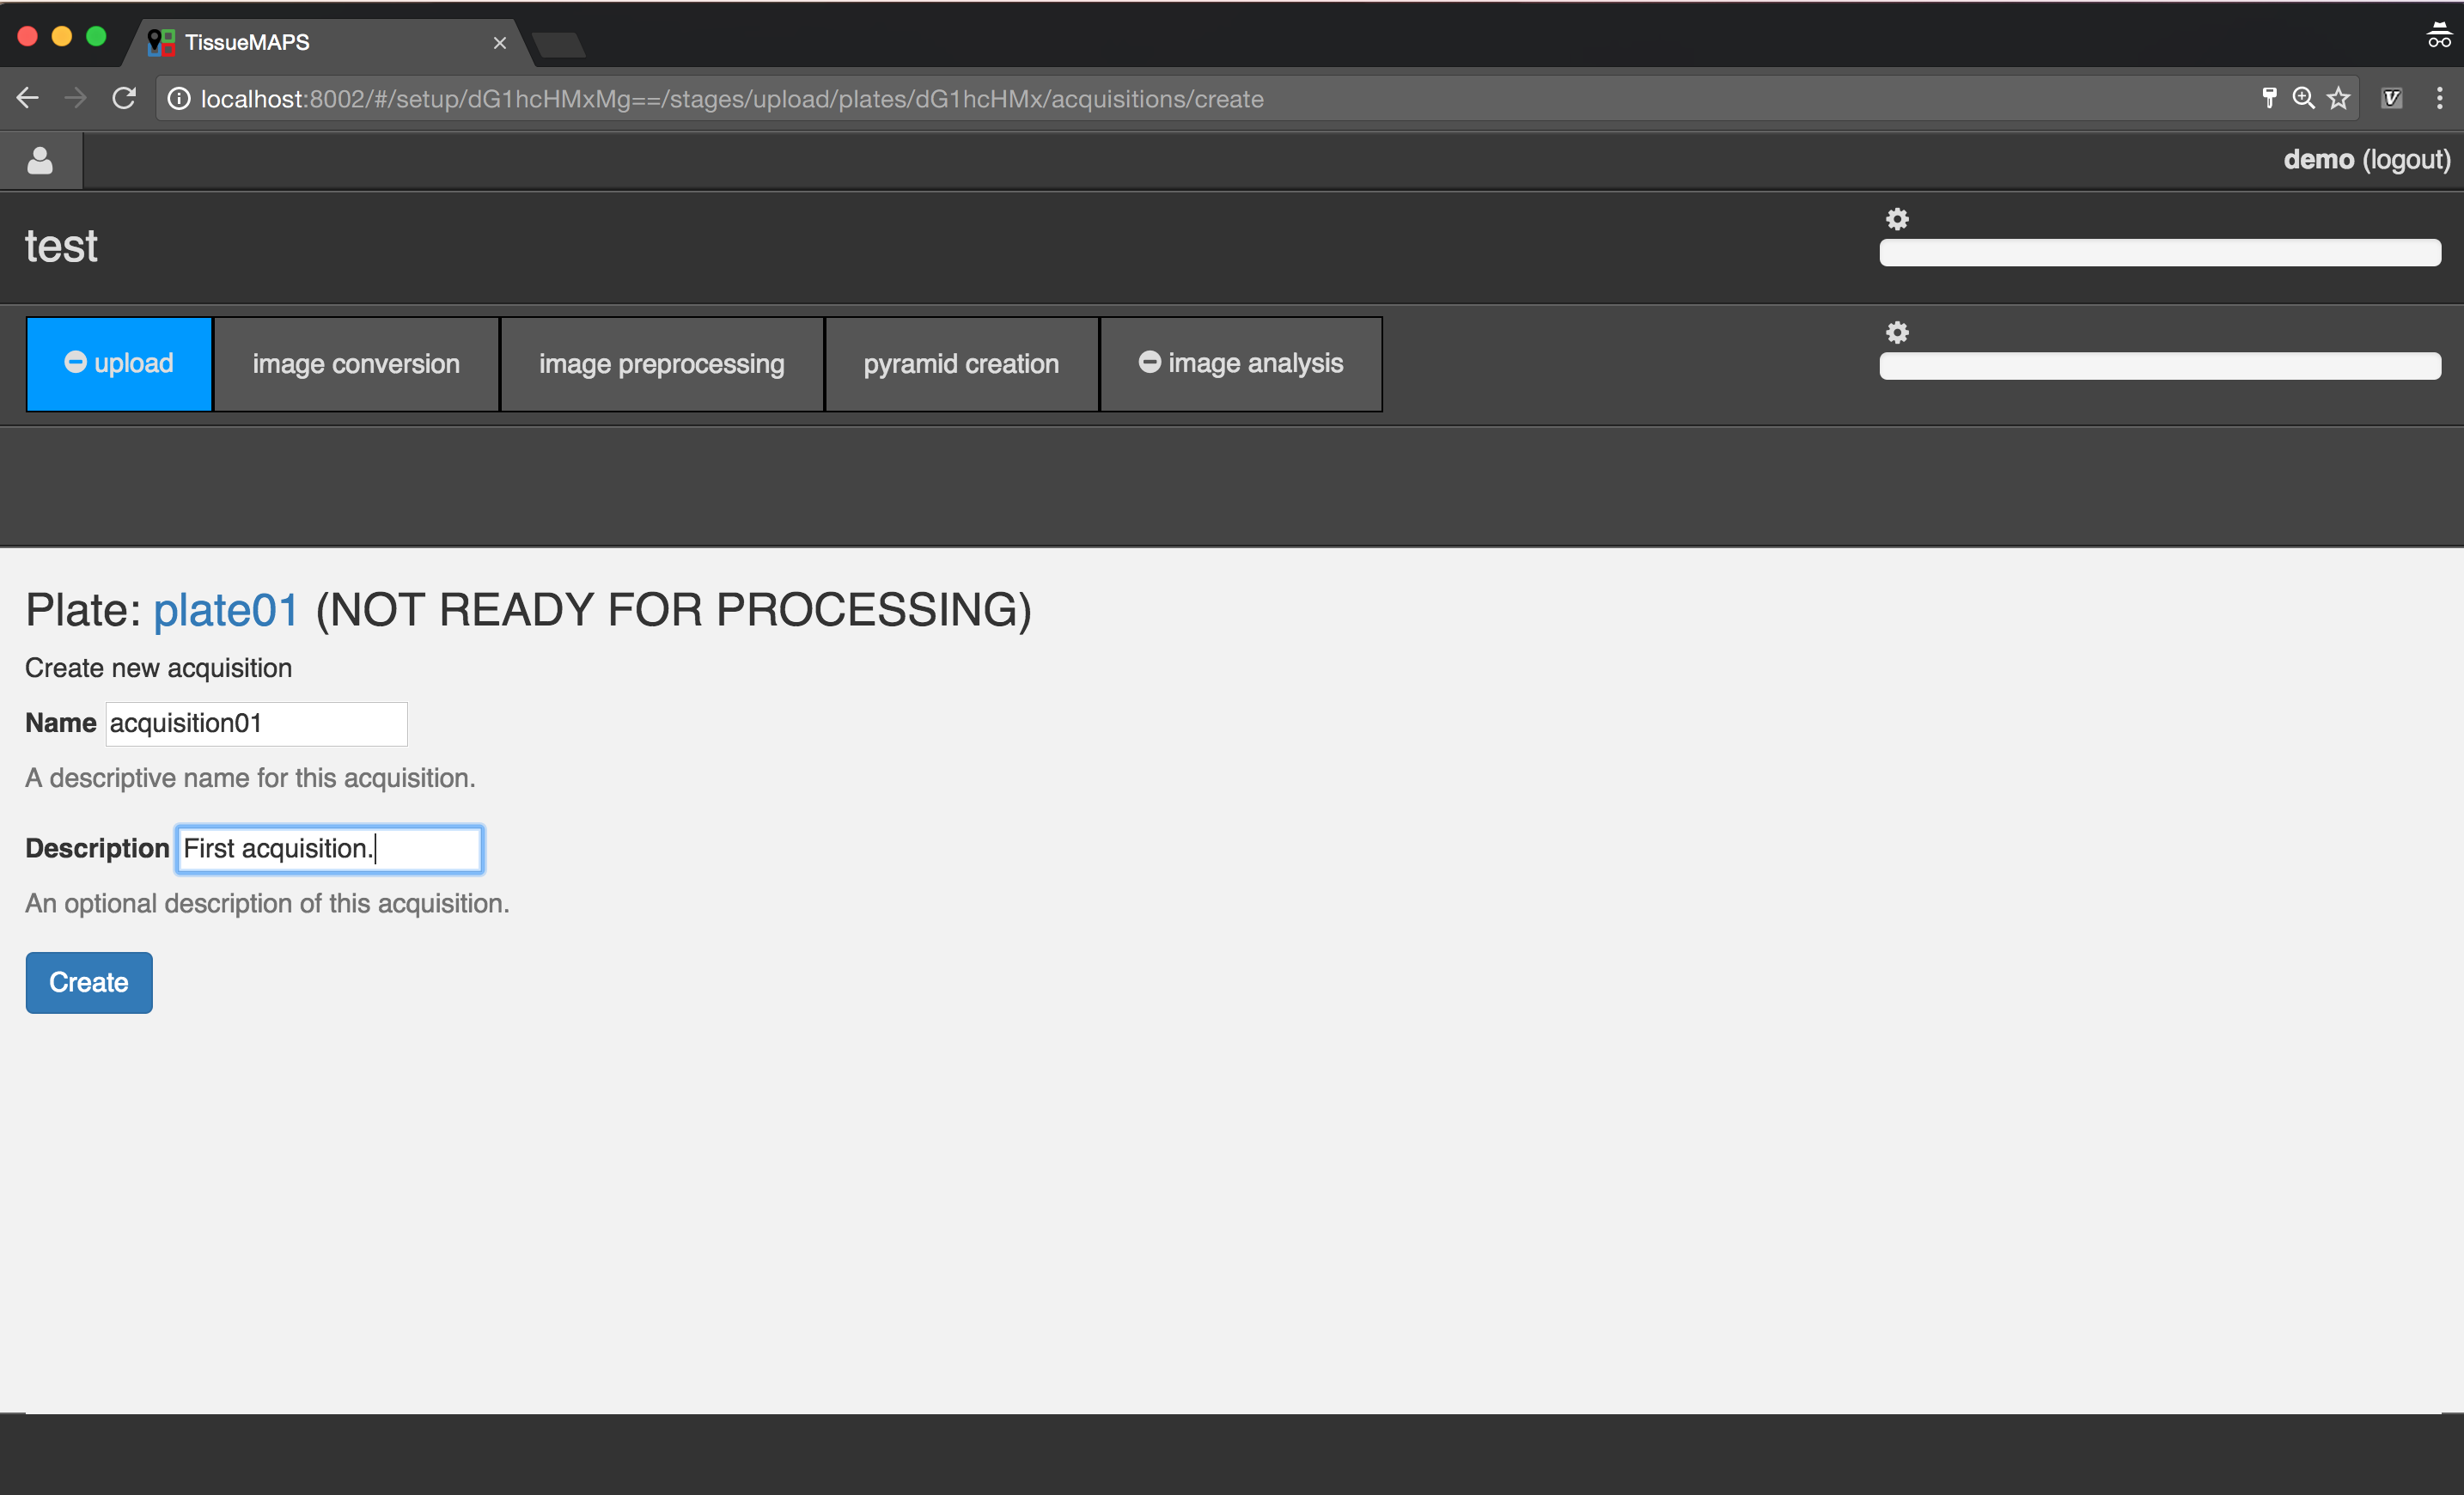 TissueMAPS
localhost:8002/#/setup/dG1hcHMxMg==/stages/upload/plates/dG1hcHMx/acquisitions/create
demo (logout)
test
upload image conversion image preprocessing pyramid creation image analysis
Plate: plate01 (NOT READY FOR PROCESSING)
Create new acquisition
Name acquisition01
A descriptive name for this acquisition.
Description First acquisition.
An optional description of this acquisition.
Create